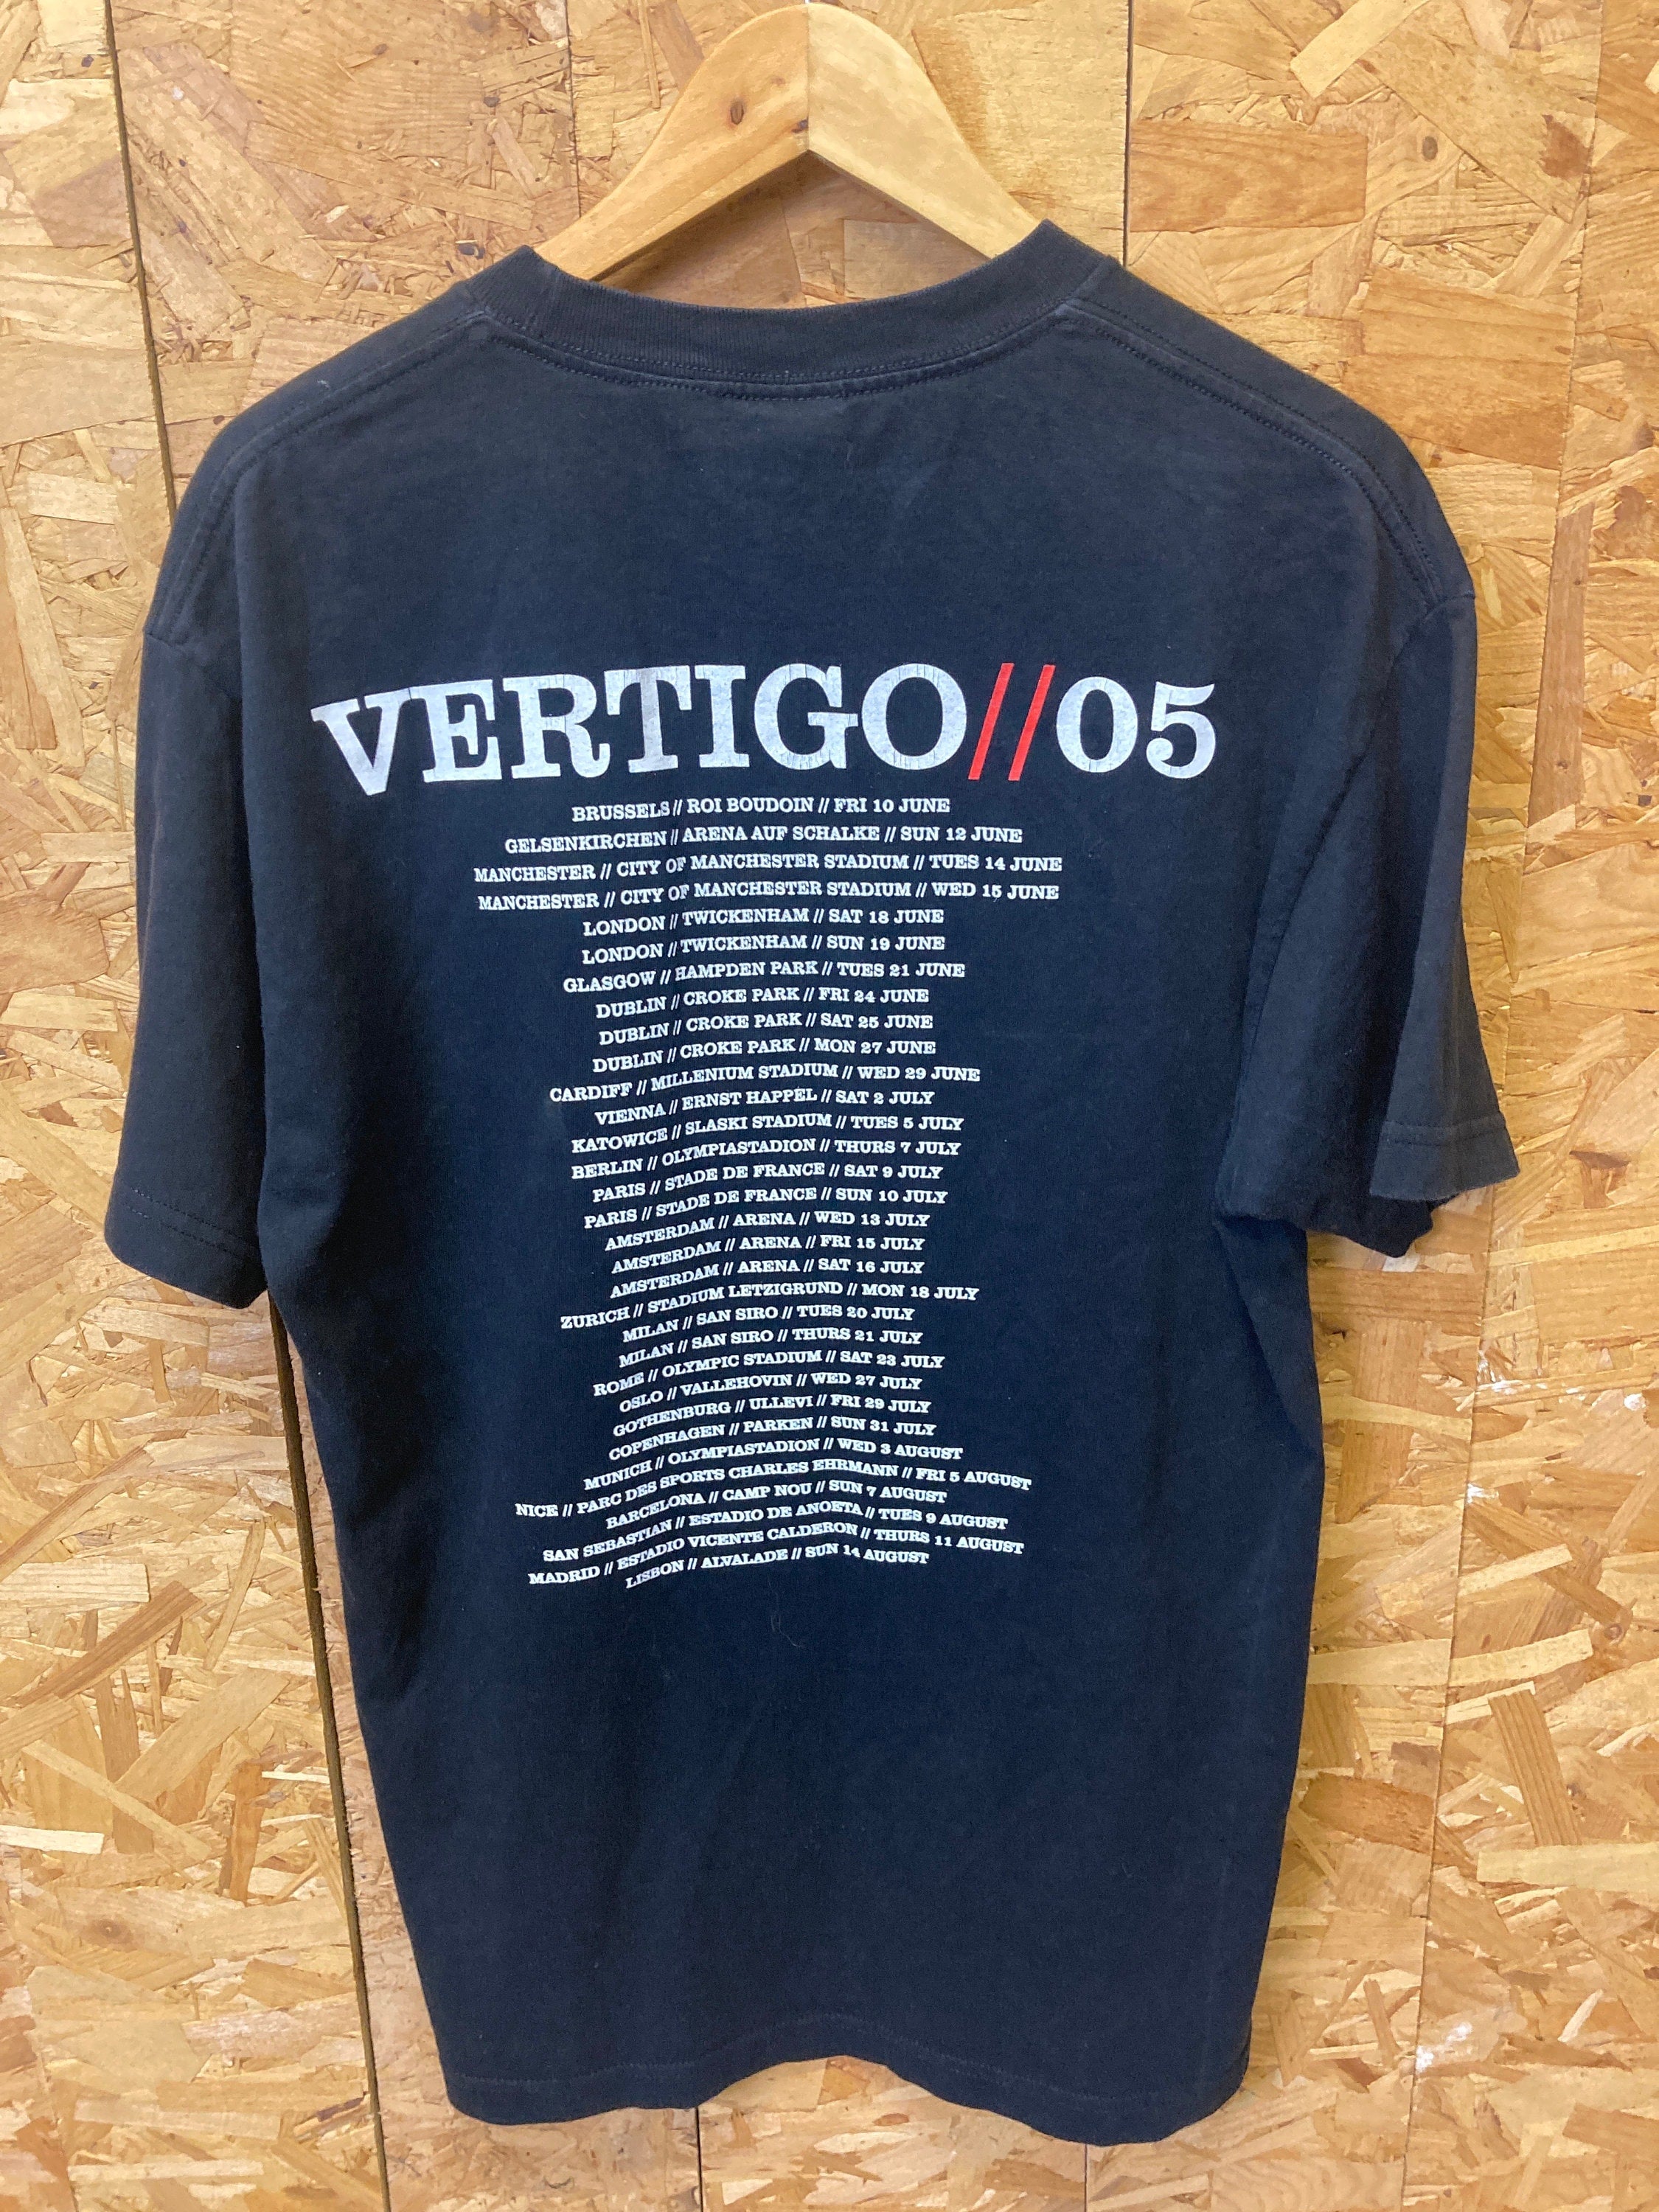 VERTIGO//05
BRUSSELS // ROI BOUDOIN // FRI 10 JUNE
GELSENKIRCHEN // ARENA AUF SCHALKE // SUN 12 JUNE
MANCHESTER // CITY OF MANCHESTER STADIUM // TUES 14 JUNE
MANCHESTER // CITY OF MANCHESTER STADIUM // WED 15 JUNE
LONDON // TWICKENHAM // SAT 18 JUNE
LONDON // TWICKENHAM // SUN 19 JUNE
GLASGOW // HAMPDEN PARK // TUES 21 JUNE
DUBLIN // CROKE PARK // FRI 24 JUNE
DUBLIN // CROKE PARK // SAT 25 JUNE
DUBLIN // CROKE PARK // MON 27 JUNE
CARDIFF // MILLENIUM STADIUM // WED 29 JUNE
VIENNA // ERNST HAPPEL // SAT 2 JULY
KATOWICE // SLASKI STADIUM // TUES 5 JULY
BERLIN // OLYMPIASTADION // THURS 7 JULY
PARIS // STADE DE FRANCE // SAT 9 JULY
PARIS // STADE DE FRANCE // SUN 10 JULY
AMSTERDAM // ARENA // WED 13 JULY
AMSTERDAM // ARENA // FRI 15 JULY
AMSTERDAM // ARENA // SAT 16 JULY
ZURICH // STADIUM LETZIGRUND // MON 18 JULY
MILAN // SAN SIRO // TUES 20 JULY
MILAN // SAN SIRO // THURS 21 JULY
ROME // OLYMPIC STADIUM // SAT 23 JULY
OSLO // VALLEHOVIN // WED 27 JULY
GOTHENBURG // ULLEVI // FRI 29 JULY
COPENHAGEN // PARKEN // SUN 31 JULY
MUNICH // OLYMPIASTADION // WED 3 AUGUST
NICE // PARC DES SPORTS CHARLES EHRMANN // FRI 5 AUGUST
BARCELONA // CAMP NOU // SUN 7 AUGUST
SAN SEBASTIAN // ESTADIO DE ANOETA // TUES 9 AUGUST
MADRID // ESTADIO VICENTE CALDERON // THURS 11 AUGUST
LISBON // ALVALADE // SUN 14 AUGUST